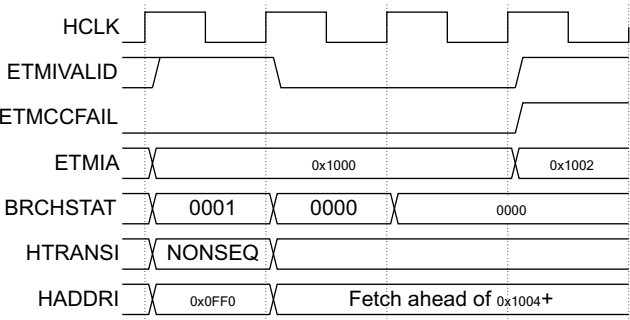 HCLK
ETMIVALID
ETMCCFAIL
ETMIA 0x1000 0x1002
BRCHSTAT 0001 0000 0000
HTRANSI NONSEQ
HADDRI 0x0FF0 Fetch ahead of 0x1004+